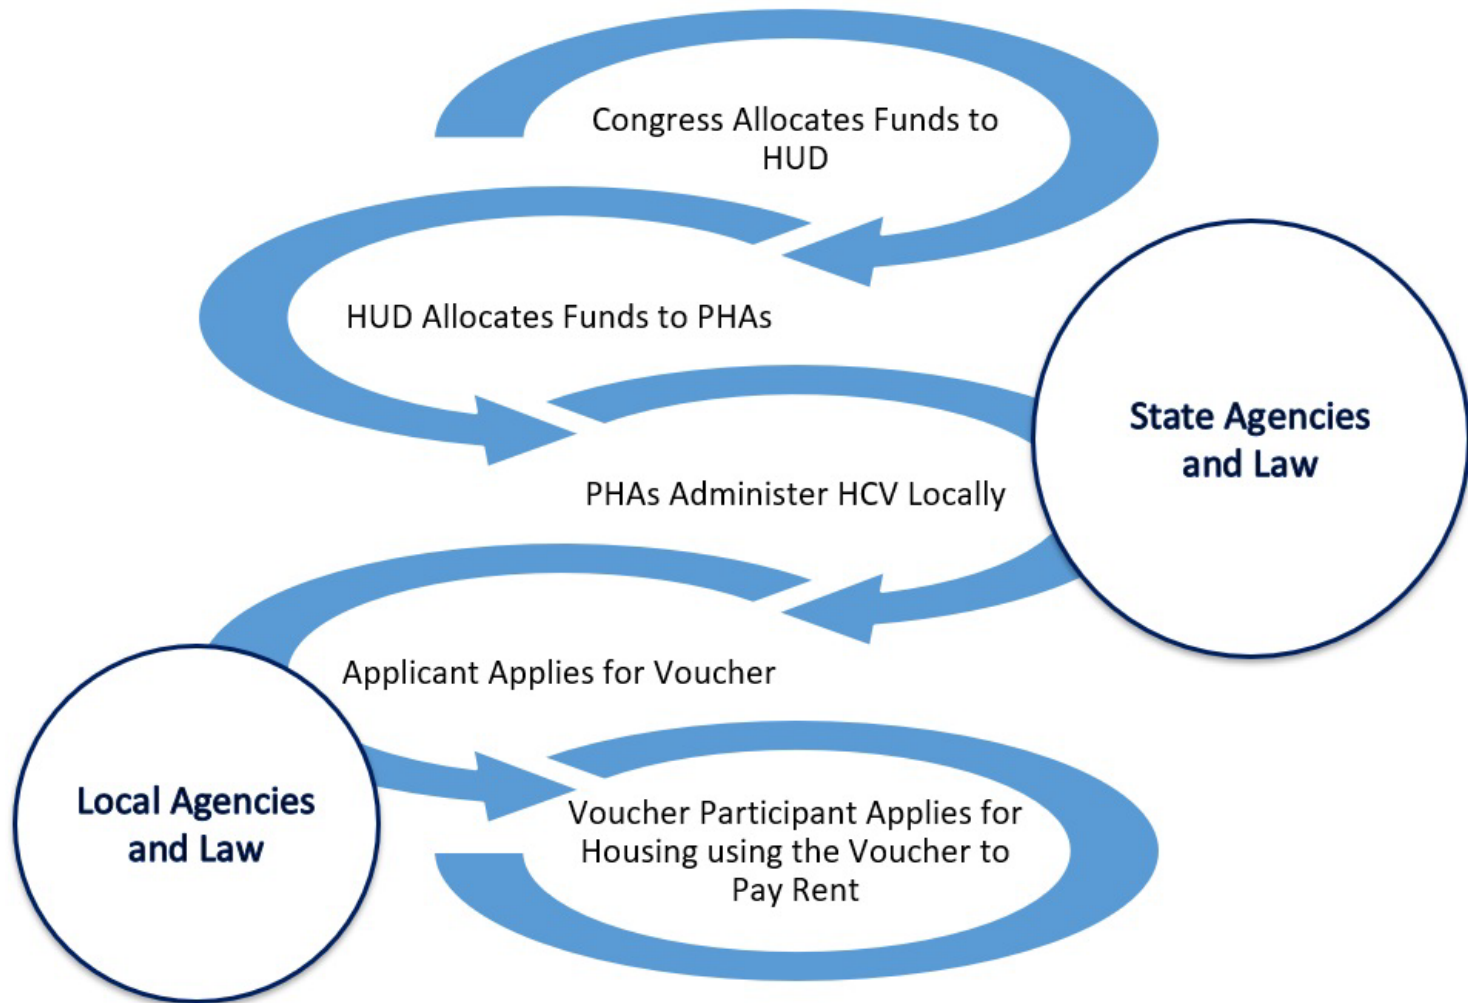 Congress Allocates Funds to
HUD
HUD Allocates Funds to PHAs
State Agencies
and Law
PHAs Administer HCV Locally
Applicant Applies for Voucher
Local Agencies
and Law
Voucher Participant Applies for
Housing using the Voucher to
Pay Rent